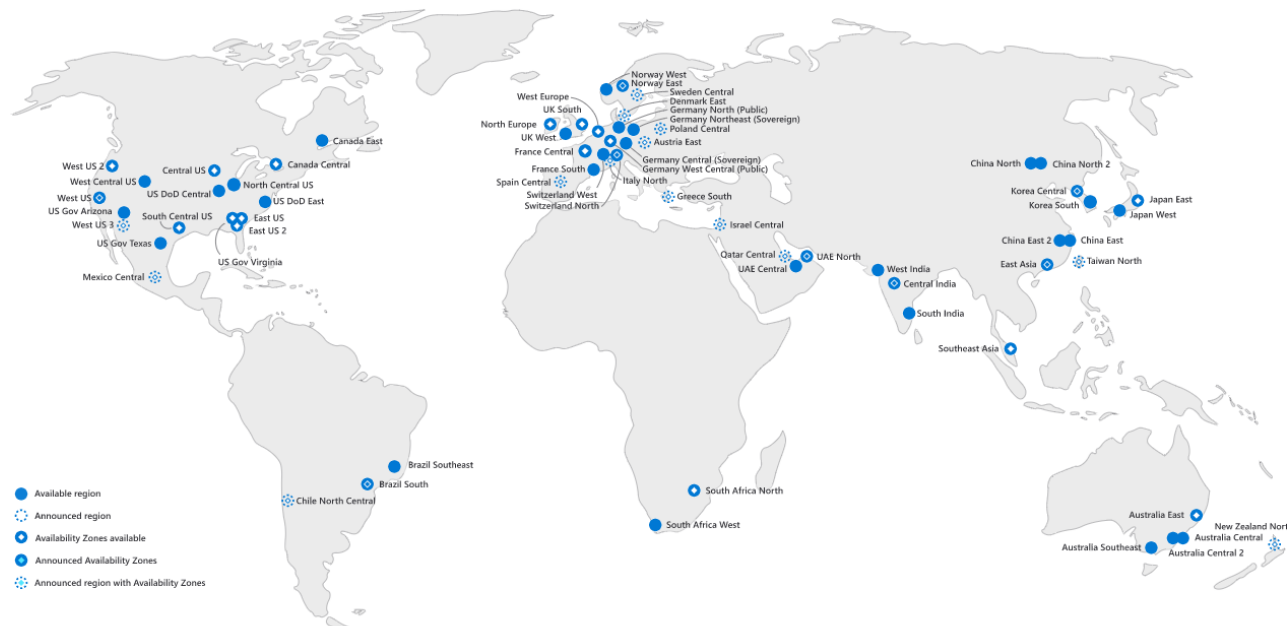 Norway West
Norway East
Sweden Central
Denmark East
Germany North (Public)
Germany Northeast (Sovereign)
Poland Central
Austria East
West Europe
UK South
North Europe
UK West
France Central
Germany Central (Sovereign)
Germany West Central (Public)
France South
Italy North
Spain Central
Switzerland West
Switzerland North
Greece South
Israel Central
Qatar Central
UAE North
UAE Central
Canada East
Canada Central
West US 2
Central US
West Central US
North Central US
US DoD Central
West US
US DoD East
US Gov Arizona
South Central US
East US
West US 3
East US 2
US Gov Texas
US Gov Virginia
Mexico Central
China North
China North 2
Korea Central
Japan East
Korea South
Japan West
China East 2
China East
East Asia
Taiwan North
West India
Central India
South India
Southeast Asia
Brazil Southeast
Brazil South
Chile North Central
South Africa North
South Africa West
Australia East
New Zealand Nort
Australia Central
Australia Southeast
Australia Central 2
Available region
Announced region
Availability Zones available
Announced Availability Zones
Announced region with Availability Zones